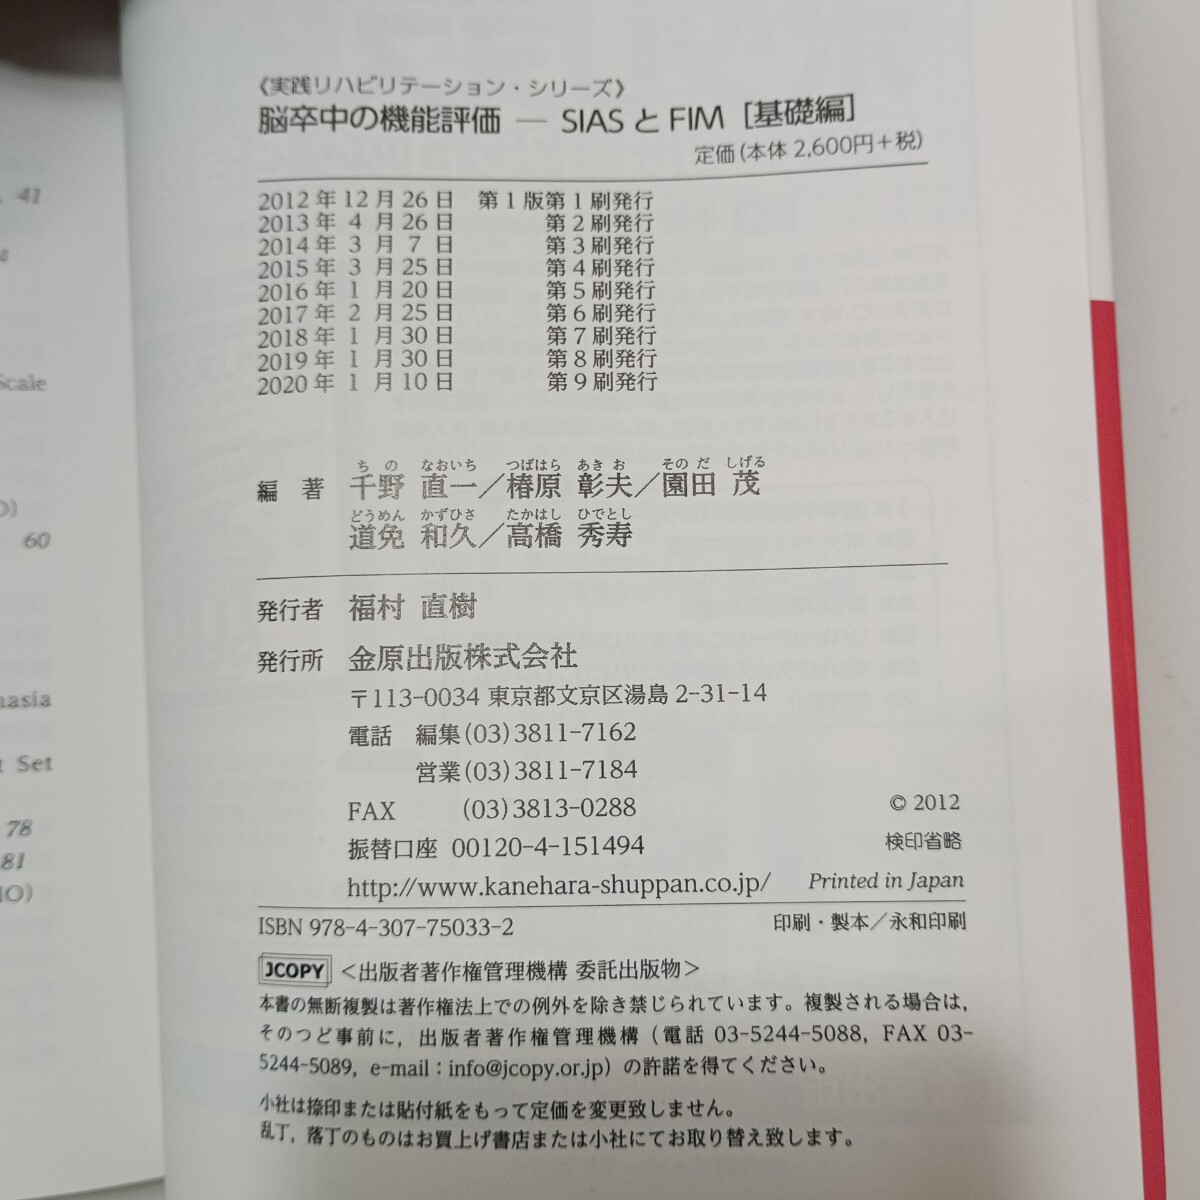 , 41
4
Scale
O)
60
nasia
t Set
78
81
IO)
《実践リハビリテーション・シリーズ》
脳卒中の機能評価 — SIASとFIM [基礎編]
定価(本体 2,600円+税)
2012年12月26日 第1版第1刷発行
2013年 4月26日 第2刷発行
2014年 3月 7日 第3刷発行
2015年 3月25日 第4刷発行
2016年 1月20日 第5刷発行
2017年 2月25日 第6刷発行
2018年 1月30日 第7刷発行
2019年 1月30日 第8刷発行
2020年 1月10日 第9刷発行
ちの なおいち つばはら あきお そのだ しげる
編 著 千野 直一/椿原 彰夫/園田 茂
どうめん かずひさ たかはし ひでとし
道免 和久/高橋 秀寿
発行者 福村 直樹
発行所 金原出版株式会社
〒113-0034 東京都文京区湯島2-31-14
電話 編集(03)3811-7162
営業(03)3811-7184
FAX (03)3813-0288
© 2012
振替口座 00120-4-151494
検印省略
http://www.kanehara-shuppan.co.jp/
Printed in Japan
ISBN 978-4-307-75033-2
印刷・製本/永和印刷
JCOPY <出版者著作権管理機構 委託出版物>
本書の無断複製は著作権法上での例外を除き禁じられています。複製される場合は,
そのつど事前に,出版者著作権管理機構(電話 03-5244-5088, FAX 03-
5244-5089, e-mail:info@jcopy.or.jp)の許諾を得てください。
小社は捺印または貼付紙をもって定価を変更致しません。
乱丁,落丁のものはお買上げ書店または小社にてお取り替え致します。